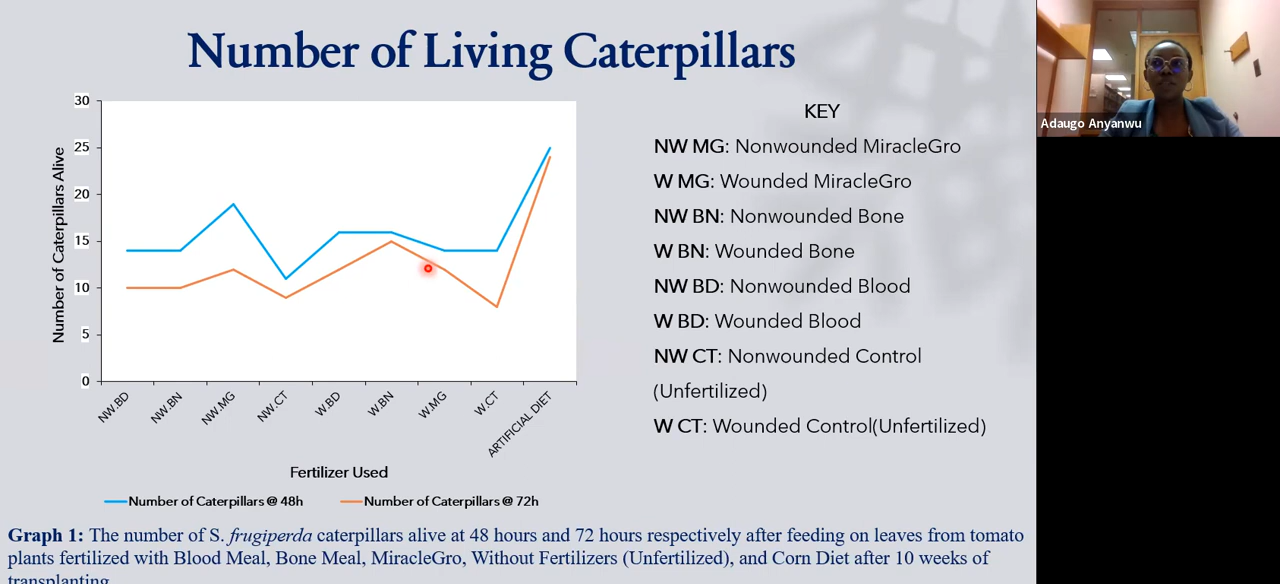 Number of Living Caterpillars
30
25
20
15
10
5
0
Number of Caterpillars Alive
NW.BD
NW.BN
NW.MG
NW.CT
W.BD
W.BN
W.MG
W.CT
ARTIFICIAL DIET
Fertilizer Used
Number of Caterpillars @ 48h
Number of Caterpillars @ 72h
KEY
NW MG: Nonwounded MiracleGro
W MG: Wounded MiracleGro
NW BN: Nonwounded Bone
W BN: Wounded Bone
NW BD: Nonwounded Blood
W BD: Wounded Blood
NW CT: Nonwounded Control
(Unfertilized)
W CT: Wounded Control(Unfertilized)
Graph 1: The number of S. frugiperda caterpillars alive at 48 hours and 72 hours respectively after feeding on leaves from tomato
plants fertilized with Blood Meal, Bone Meal, MiracleGro, Without Fertilizers (Unfertilized), and Corn Diet after 10 weeks of
transplanting
Adaugo Anyanwu